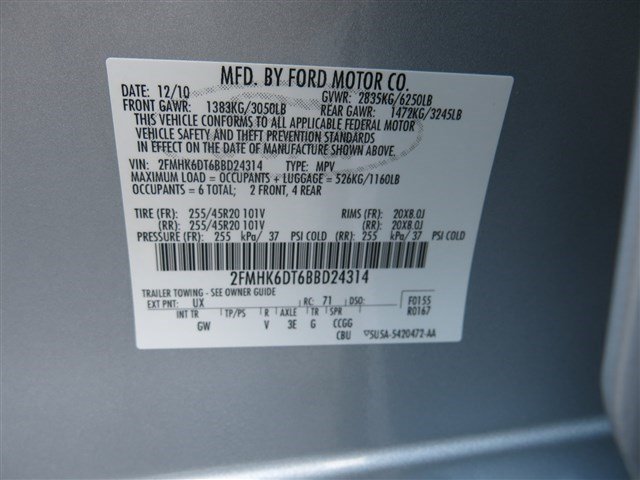 MFD. BY FORD MOTOR CO.
DATE: 12/10 GVWR: 2835KG/6250LB
FRONT GAWR: 1383KG/3050LB REAR GAWR: 1472KG/3245LB
THIS VEHICLE CONFORMS TO ALL APPLICABLE FEDERAL MOTOR
VEHICLE SAFETY AND THEFT PREVENTION STANDARDS
IN EFFECT ON THE DATE OF MANUFACTURE SHOWN ABOVE.
VIN: 2FMHK6DT6BBD24314 TYPE: MPV
MAXIMUM LOAD = OCCUPANTS + LUGGAGE = 526KG/1160LB
OCCUPANTS = 6 TOTAL; 2 FRONT, 4 REAR
TIRE (FR): 255/45R20 101V RIMS (FR): 20X8.0J
(RR): 255/45R20 101V (RR): 20X8.0J
PRESSURE (FR): 255 kPa/ 37 PSI COLD (RR): 255 kPa/ 37 PSI COLD
2FMHK6DT6BBD24314
TRAILER TOWING - SEE OWNER GUIDE
EXT PNT: UX RC: 71 DSO: F0155
INT TR TP/PS R AXLE TR SPR R0167
GW V 3E G CCGG
CBU 5USA-5420472-AA